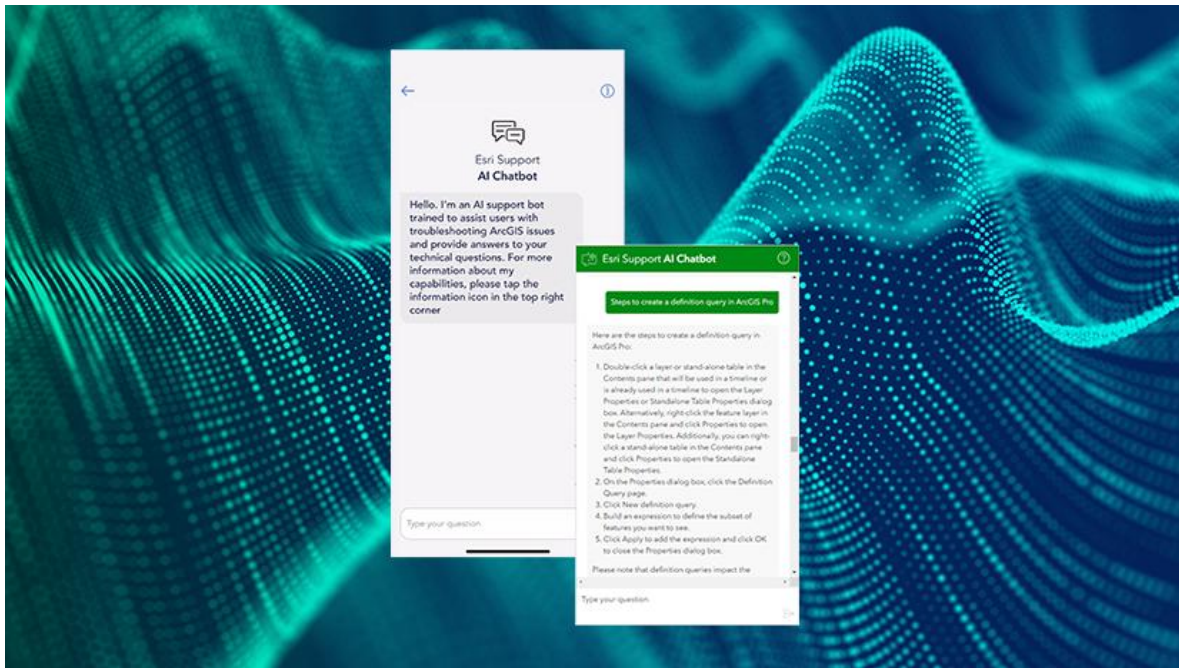 Esri Support
AI Chatbot
Hello. I'm an AI support bot
trained to assist users with
troubleshooting ArcGIS issues
and provide answers to your
technical questions. For more
information about my
capabilities, please tap the
information icon in the top right
corner
Type your question
Esri Support AI Chatbot
Steps to create a definition query in ArcGIS Pro
Here are the steps to create a definition query in
ArcGIS Pro:
1. Double-click a layer or stand-alone table in the
Contents pane that will be used in a timeline or
is already used in a timeline to open the Layer
Properties or Standalone Table Properties dialog
box. Alternatively, right-click the feature layer in
the Contents pane and click Properties to open
the Layer Properties. Additionally, you can right-
click a stand-alone table in the Contents pane
and click Properties to open the Standalone
Table Properties.
2. On the Properties dialog box, click the Definition
Query page.
3. Click New definition query.
4. Build an expression to define the subset of
features you want to see.
5. Click Apply to add the expression and click OK
to close the Properties dialog box.
Please note that definition queries impact the
Type your question